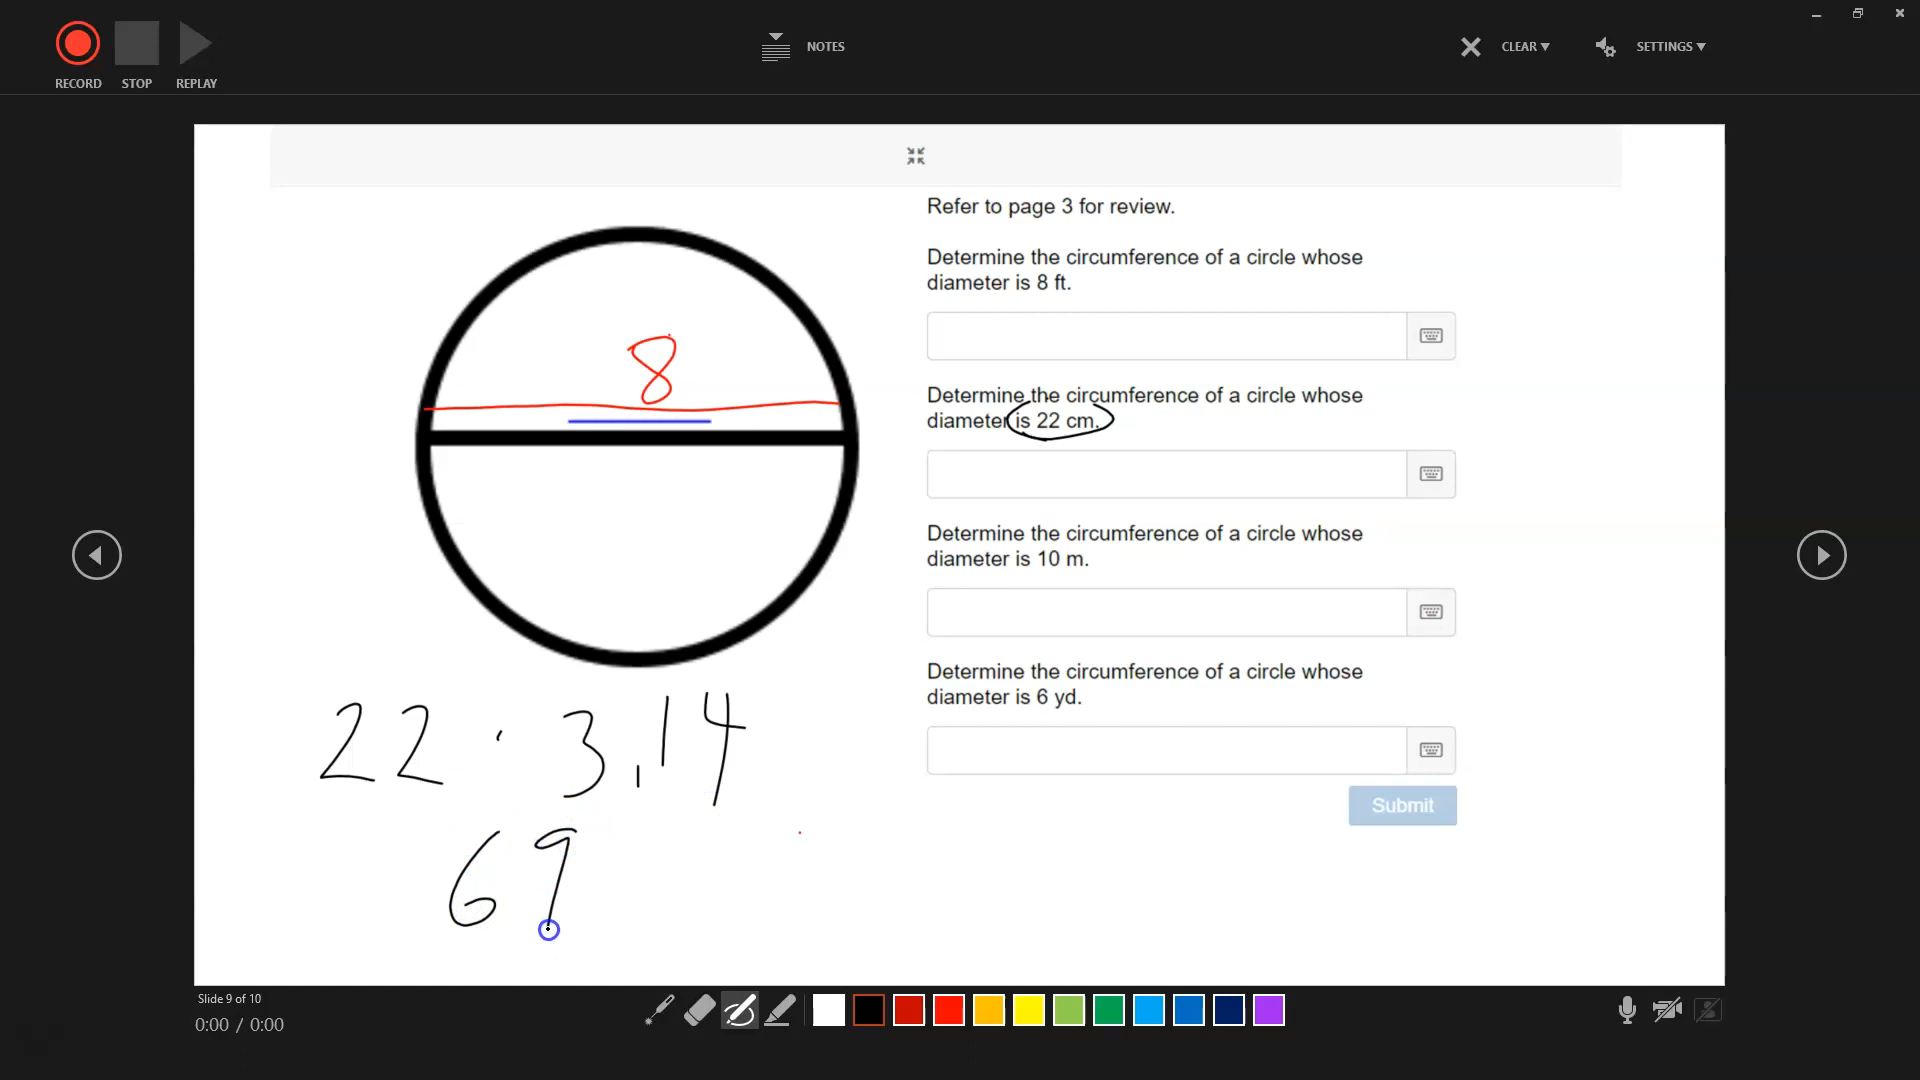 RECORD
STOP
REPLAY
NOTES
CLEAR
SETTINGS
Refer to page 3 for review.
Determine the circumference of a circle whose
diameter is 8 ft.
Determine the circumference of a circle whose
diameter is 22 cm.
Determine the circumference of a circle whose
diameter is 10 m.
Determine the circumference of a circle whose
diameter is 6 yd.
Submit
8
22 · 3.14
69
Slide 9 of 10
0:00 / 0:00